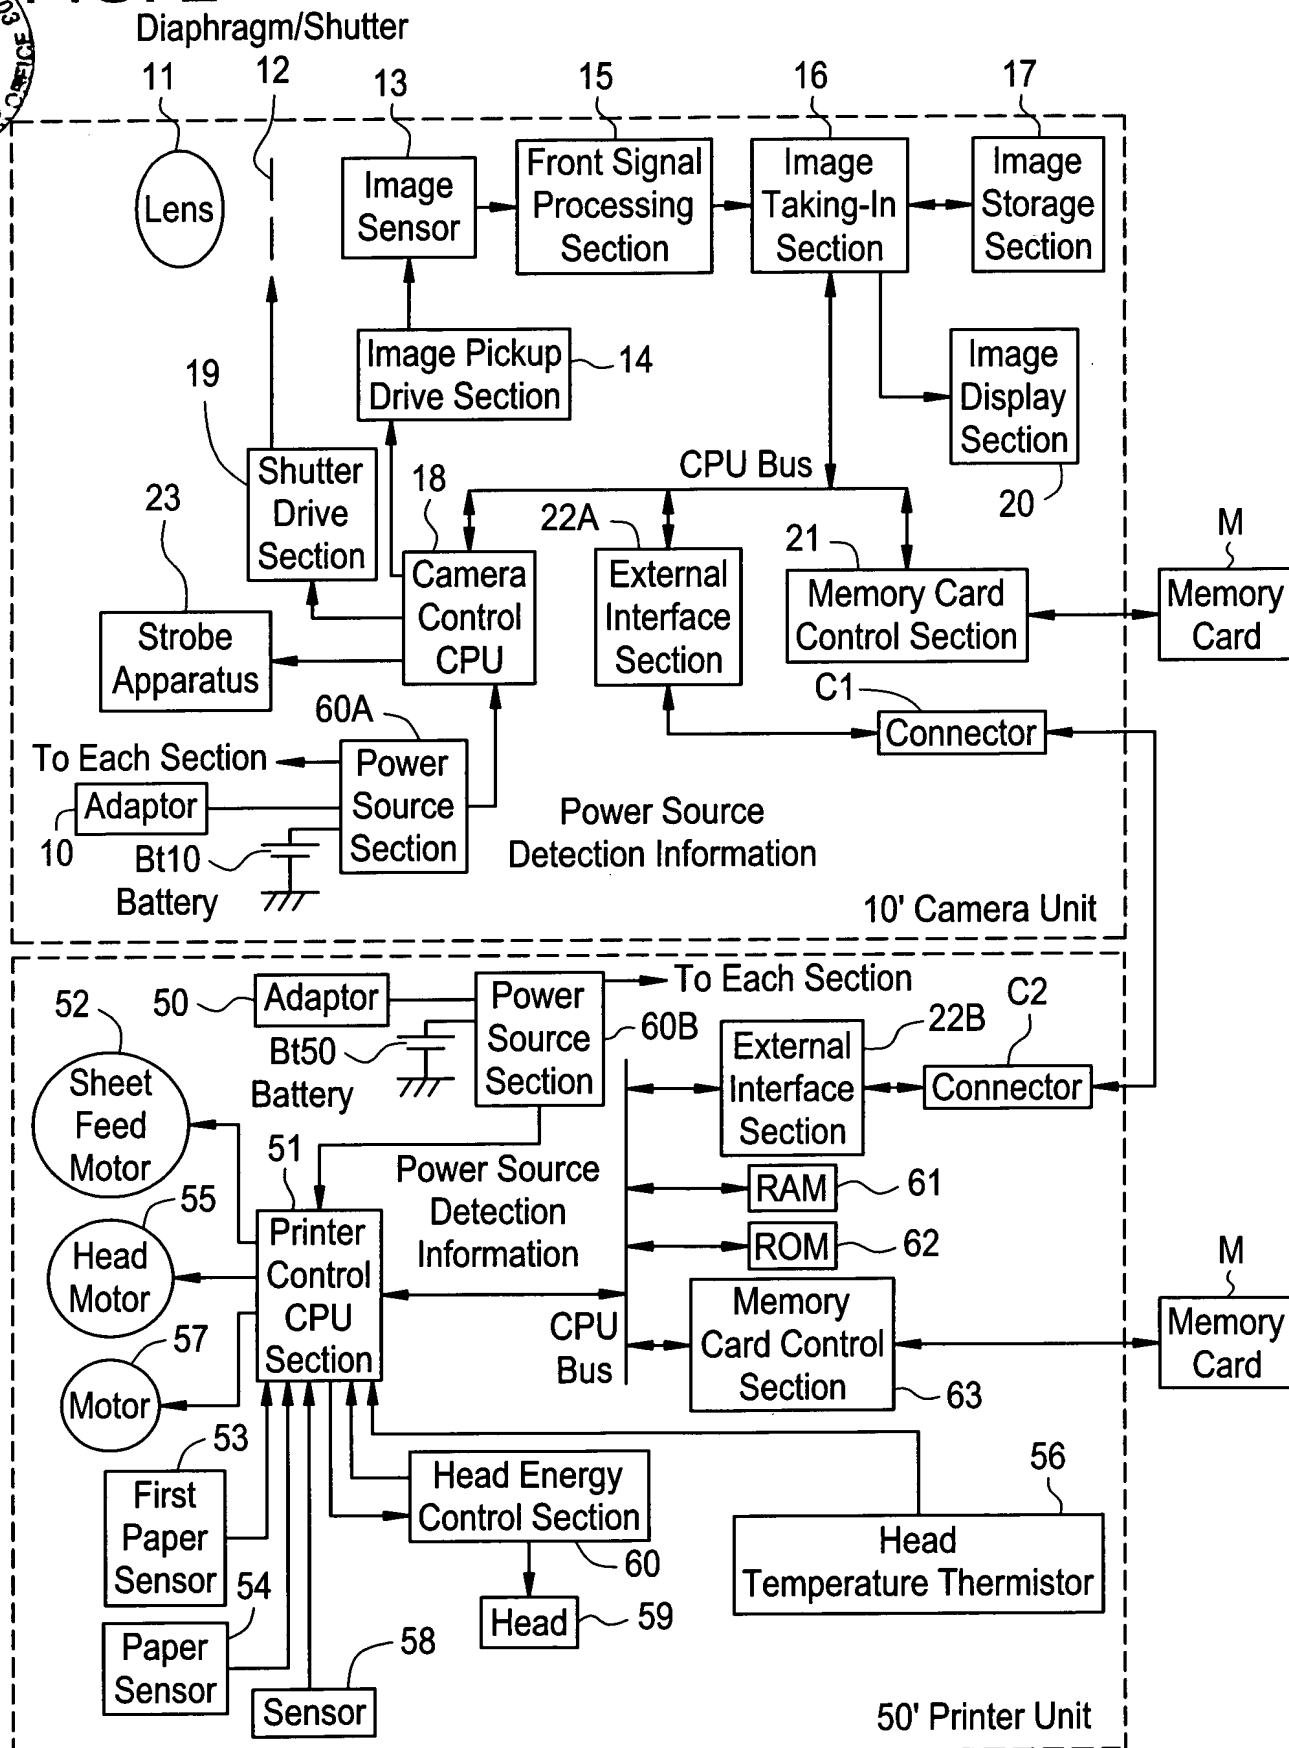 Diaphragm/Shutter
11
12
13
15
16
17
Lens
Image
Sensor
Front Signal
Processing
Section
Image
Taking-In
Section
Image
Storage
Section
Image Pickup
Drive Section
14
Image
Display
Section
20
19
Shutter
Drive
Section
23
Strobe
Apparatus
18
Camera
Control
CPU
CPU Bus
22A
External
Interface
Section
21
Memory Card
Control Section
M
Memory
Card
C1
Connector
60A
Power
Source
Section
To Each Section
Adaptor
10
Bt10
Battery
Power Source
Detection Information
10' Camera Unit
50
Adaptor
Bt50
Battery
Power
Source
Section
60B
To Each Section
22B
External
Interface
Section
C2
Connector
52
Sheet
Feed
Motor
51
Power Source
Detection
Information
RAM
61
ROM
62
55
Head
Motor
Printer
Control
CPU
Section
CPU
Bus
Memory
Card Control
Section
63
M
Memory
Card
57
Motor
53
First
Paper
Sensor
54
Paper
Sensor
58
Sensor
Head Energy
Control Section
60
Head
59
56
Head
Temperature Thermistor
50' Printer Unit